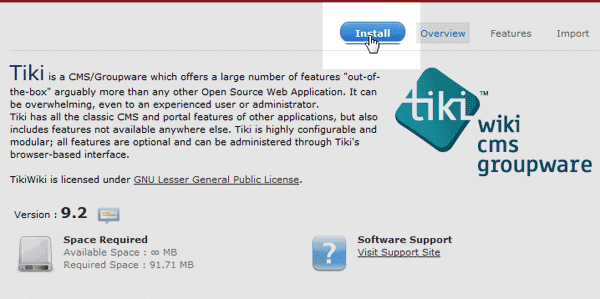 Install Overview Features Import
Tiki is a CMS/Groupware which offers a large number of features "out-of-
the-box" arguably more than any other Open Source Web Application. It can
be overwhelming, even to an experienced user or administrator.
Tiki has all the classic CMS and portal features of other applications, but also
includes features not available anywhere else. Tiki is highly configurable and
modular; all features are optional and can be administered through Tiki's
browser-based interface.
TikiWiki is licensed under GNU Lesser General Public License.
tiki™
wiki
cms
groupware
Version : 9.2
Space Required
Available Space : ∞ MB
Required Space : 91.71 MB
?
Software Support
Visit Support Site